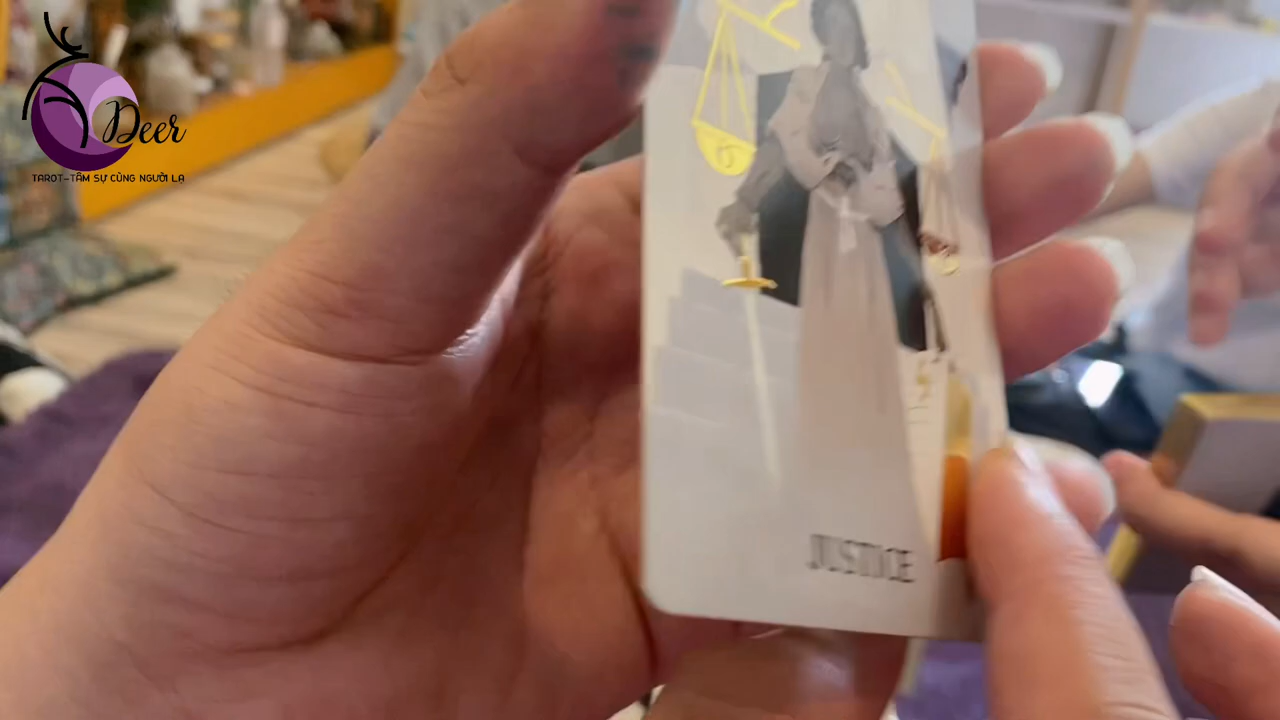 Deer
TAROT-TÂM SỰ CÙNG NGƯỜI LẠ
JUSTICE